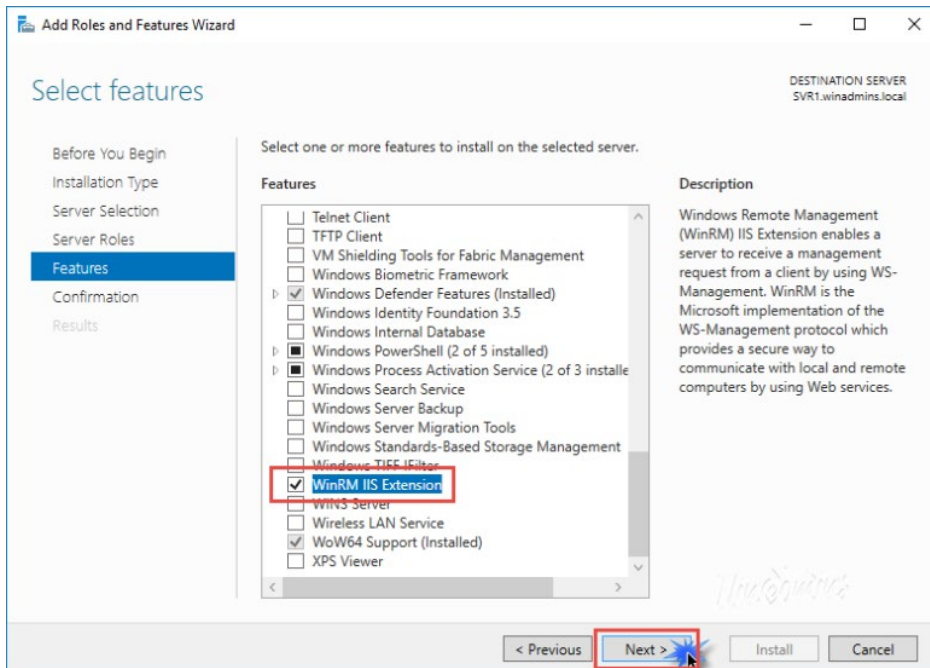 Add Roles and Features Wizard
Select features
DESTINATION SERVER
SVR1.winadmins.local
Before You Begin
Installation Type
Server Selection
Server Roles
Features
Confirmation
Results
Select one or more features to install on the selected server.
Features
Telnet Client
TFTP Client
VM Shielding Tools for Fabric Management
Windows Biometric Framework
Windows Defender Features (Installed)
Windows Identity Foundation 3.5
Windows Internal Database
Windows PowerShell (2 of 5 installed)
Windows Process Activation Service (2 of 3 installe
Windows Search Service
Windows Server Backup
Windows Server Migration Tools
Windows Standards-Based Storage Management
Windows TIFF IFilter
WinRM IIS Extension
WINS Server
Wireless LAN Service
WoW64 Support (Installed)
XPS Viewer
Description
Windows Remote Management
(WinRM) IIS Extension enables a
server to receive a management
request from a client by using WS-
Management. WinRM is the
Microsoft implementation of the
WS-Management protocol which
provides a secure way to
communicate with local and remote
computers by using Web services.
< Previous
Next >
Install
Cancel